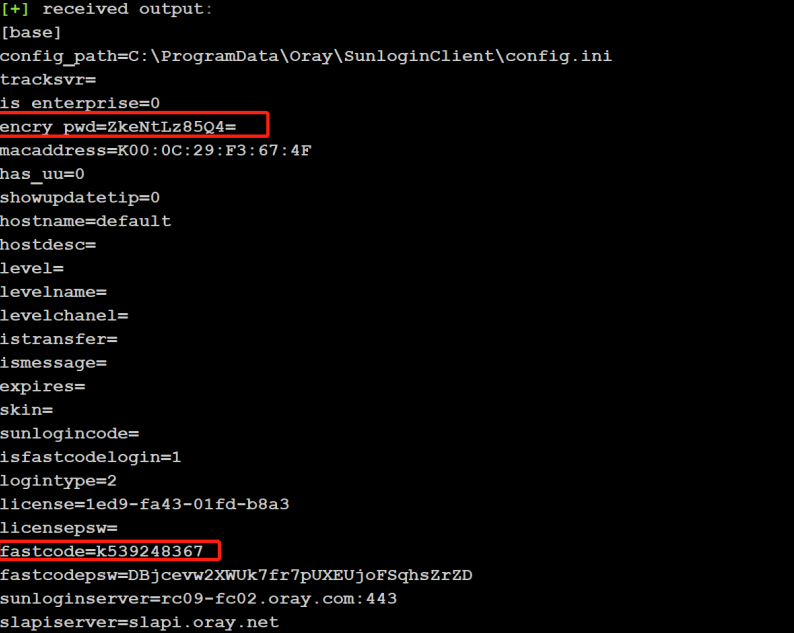 [+] received output:
[base]
config_path=C:\ProgramData\Oray\SunloginClient\config.ini
tracksvr=
is_enterprise=0
encry_pwd=ZkeNtLz85Q4=
macaddress=K00:0C:29:F3:67:4F
has_uu=0
showupdatetip=0
hostname=default
hostdesc=
level=
levelname=
levelchanel=
istransfer=
ismessage=
expires=
skin=
sunlogincode=
isfastcodelogin=1
logintype=2
license=1ed9-fa43-01fd-b8a3
licensepsw=
fastcode=k539248367
fastcodepsw=DBjcevw2XWUk7fr7pUXEUjoFSqhsZrZD
sunloginserver=rc09-fc02.oray.com:443
slapiserver=slapi.oray.net